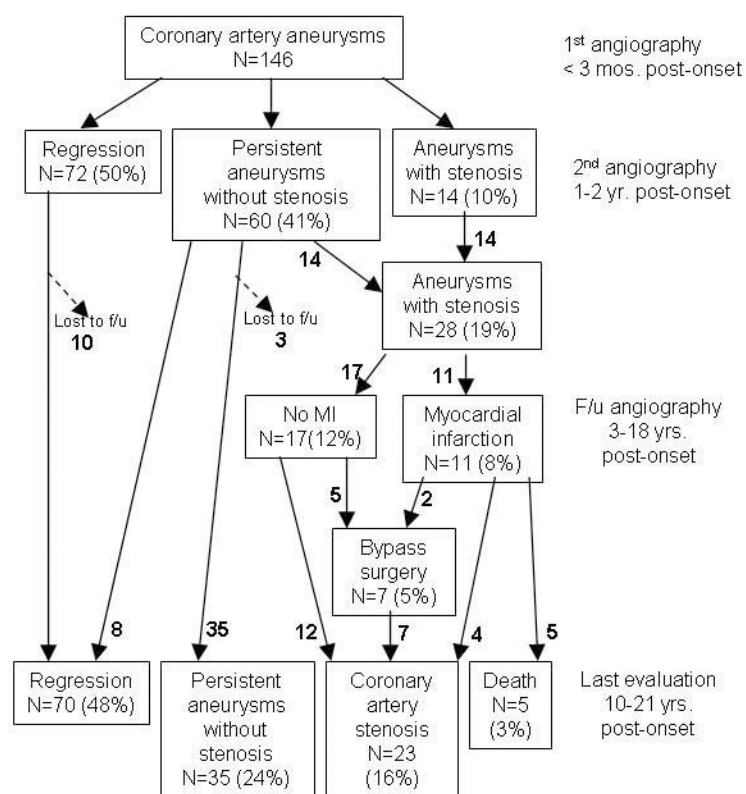 Coronary artery aneurysms
N=146
1st angiography
< 3 mos. post-onset
Regression
N=72 (50%)
Persistent
aneurysms
without stenosis
N=60 (41%)
Aneurysms
with stenosis
N=14 (10%)
2nd angiography
1-2 yr. post-onset
14
14
Lost to f/u
10
Lost to f/u
3
Aneurysms
with stenosis
N=28 (19%)
17
11
No MI
N=17(12%)
Myocardial
infarction
N=11 (8%)
F/u angiography
3-18 yrs.
post-onset
5
2
Bypass
surgery
N=7 (5%)
8
35
12
7
4
5
Regression
N=70 (48%)
Persistent
aneurysms
without
stenosis
N=35 (24%)
Coronary
artery
stenosis
N=23
(16%)
Death
N=5
(3%)
Last evaluation
10-21 yrs.
post-onset